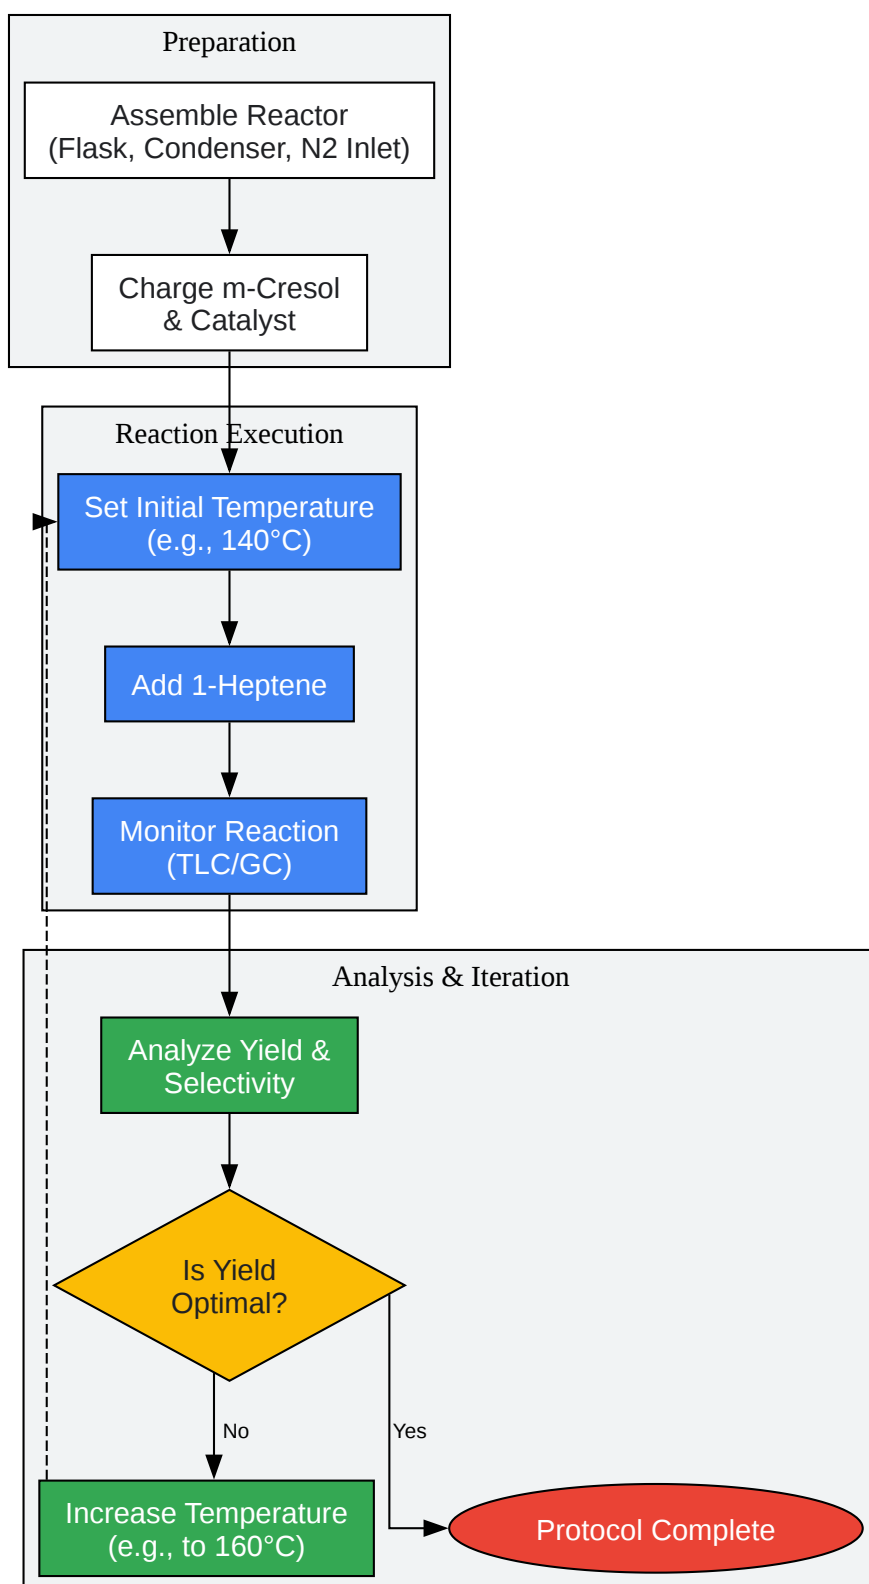 Preparation
Assemble Reactor
(Flask, Condenser, N2 Inlet)
Charge m-Cresol
& Catalyst
Reaction Execution
Set Initial Temperature
(e.g., 140°C)
Add 1-Heptene
Monitor Reaction
(TLC/GC)
Analysis & Iteration
Analyze Yield &
Selectivity
Is Yield
Optimal?
No
Yes
Increase Temperature
(e.g., to 160°C)
Protocol Complete